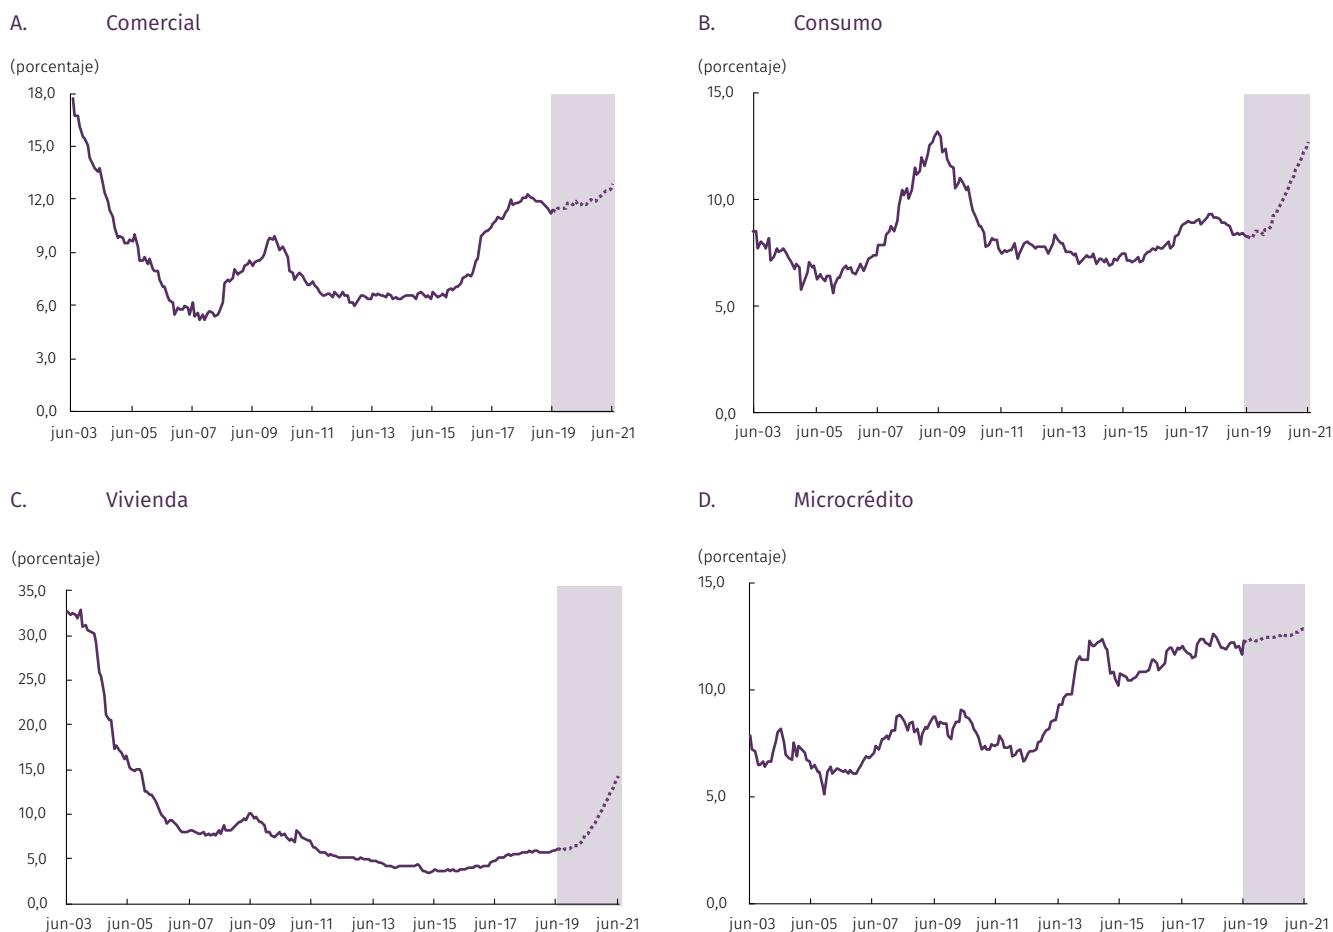 A. Comercial
(porcentaje)
18,0
15,0
12,0
9,0
6,0
3,0
0,0
jun-03 jun-05 jun-07 jun-09 jun-11 jun-13 jun-15 jun-17 jun-19 jun-21
B. Consumo
(porcentaje)
15,0
10,0
5,0
0,0
jun-03 jun-05 jun-07 jun-09 jun-11 jun-13 jun-15 jun-17 jun-19 jun-21
C. Vivienda
(porcentaje)
35,0
30,0
25,0
20,0
15,0
10,0
5,0
0,0
jun-03 jun-05 jun-07 jun-09 jun-11 jun-13 jun-15 jun-17 jun-19 jun-21
D. Microcrédito
(porcentaje)
15,0
10,0
5,0
0,0
jun-03 jun-05 jun-07 jun-09 jun-11 jun-13 jun-15 jun-17 jun-19 jun-21